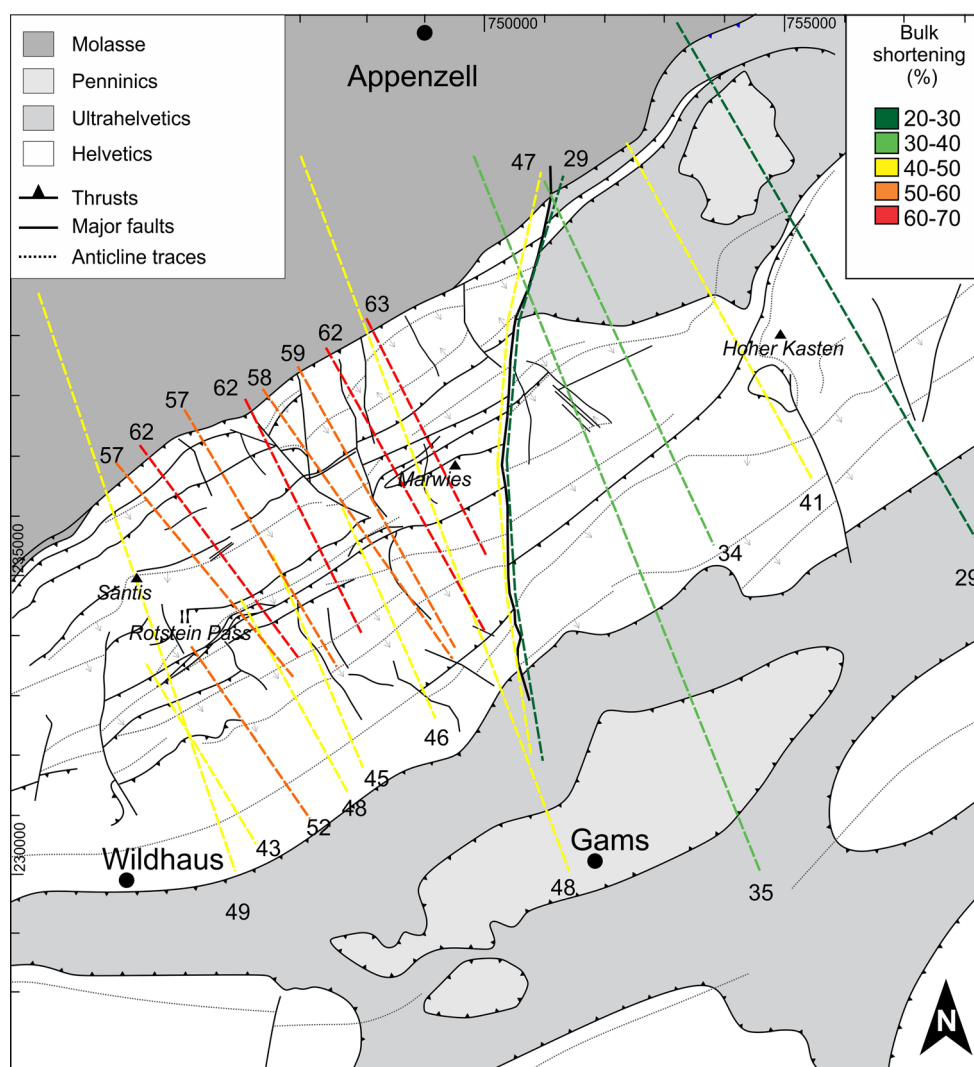 750000
755000
Molasse
Penninics
Ultrahelvetics
Helvetics
Thrusts
Major faults
Anticline traces
Appenzell
Bulk
shortening
(%)
20-30
30-40
40-50
50-60
60-70
47
29
63
62
59
58
62
57
62
57
Hoher Kasten
Marwies
41
235000
34
Säntis
29
Rotstein Pass
46
45
48
52
43
230000
Wildhaus
Gams
48
35
49
N